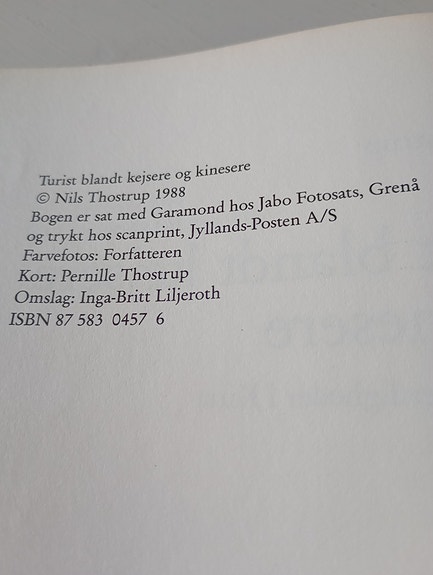 Turist blandt kejsere og kinesere
© Nils Thostrup 1988
Bogen er sat med Garamond hos Jabo Fotosats, Grenå
og trykt hos scanprint, Jyllands-Posten A/S
Farvefotos: Forfatteren
Kort: Pernille Thostrup
Omslag: Inga-Britt Liljeroth
ISBN 87 583 0457 6